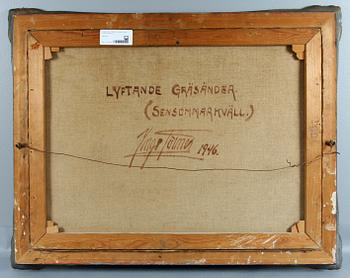 LYFTANDE GRÄSÄNDER.
(SENSOMMARKVÄLL.)
1946.